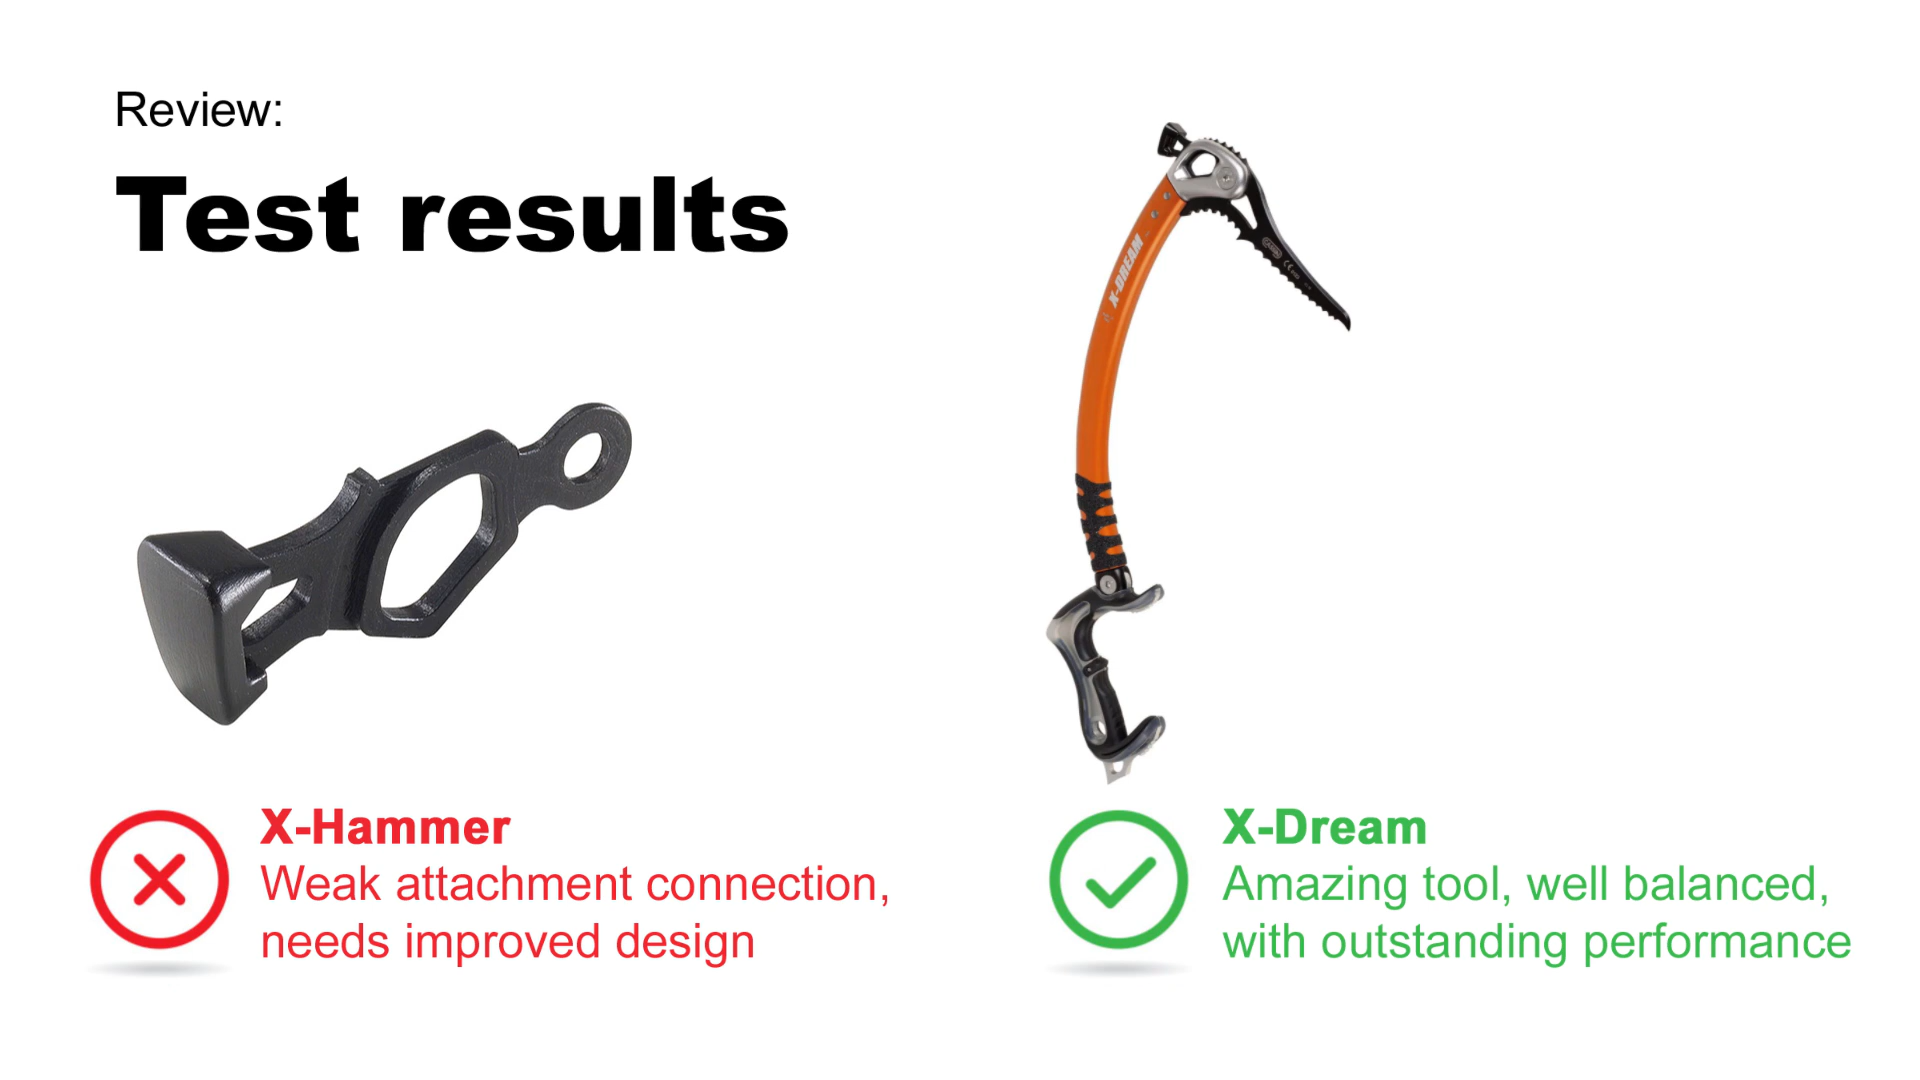 Review:
Test results
X-DREAM
X-Hammer
Weak attachment connection,
needs improved design
X-Dream
Amazing tool, well balanced,
with outstanding performance